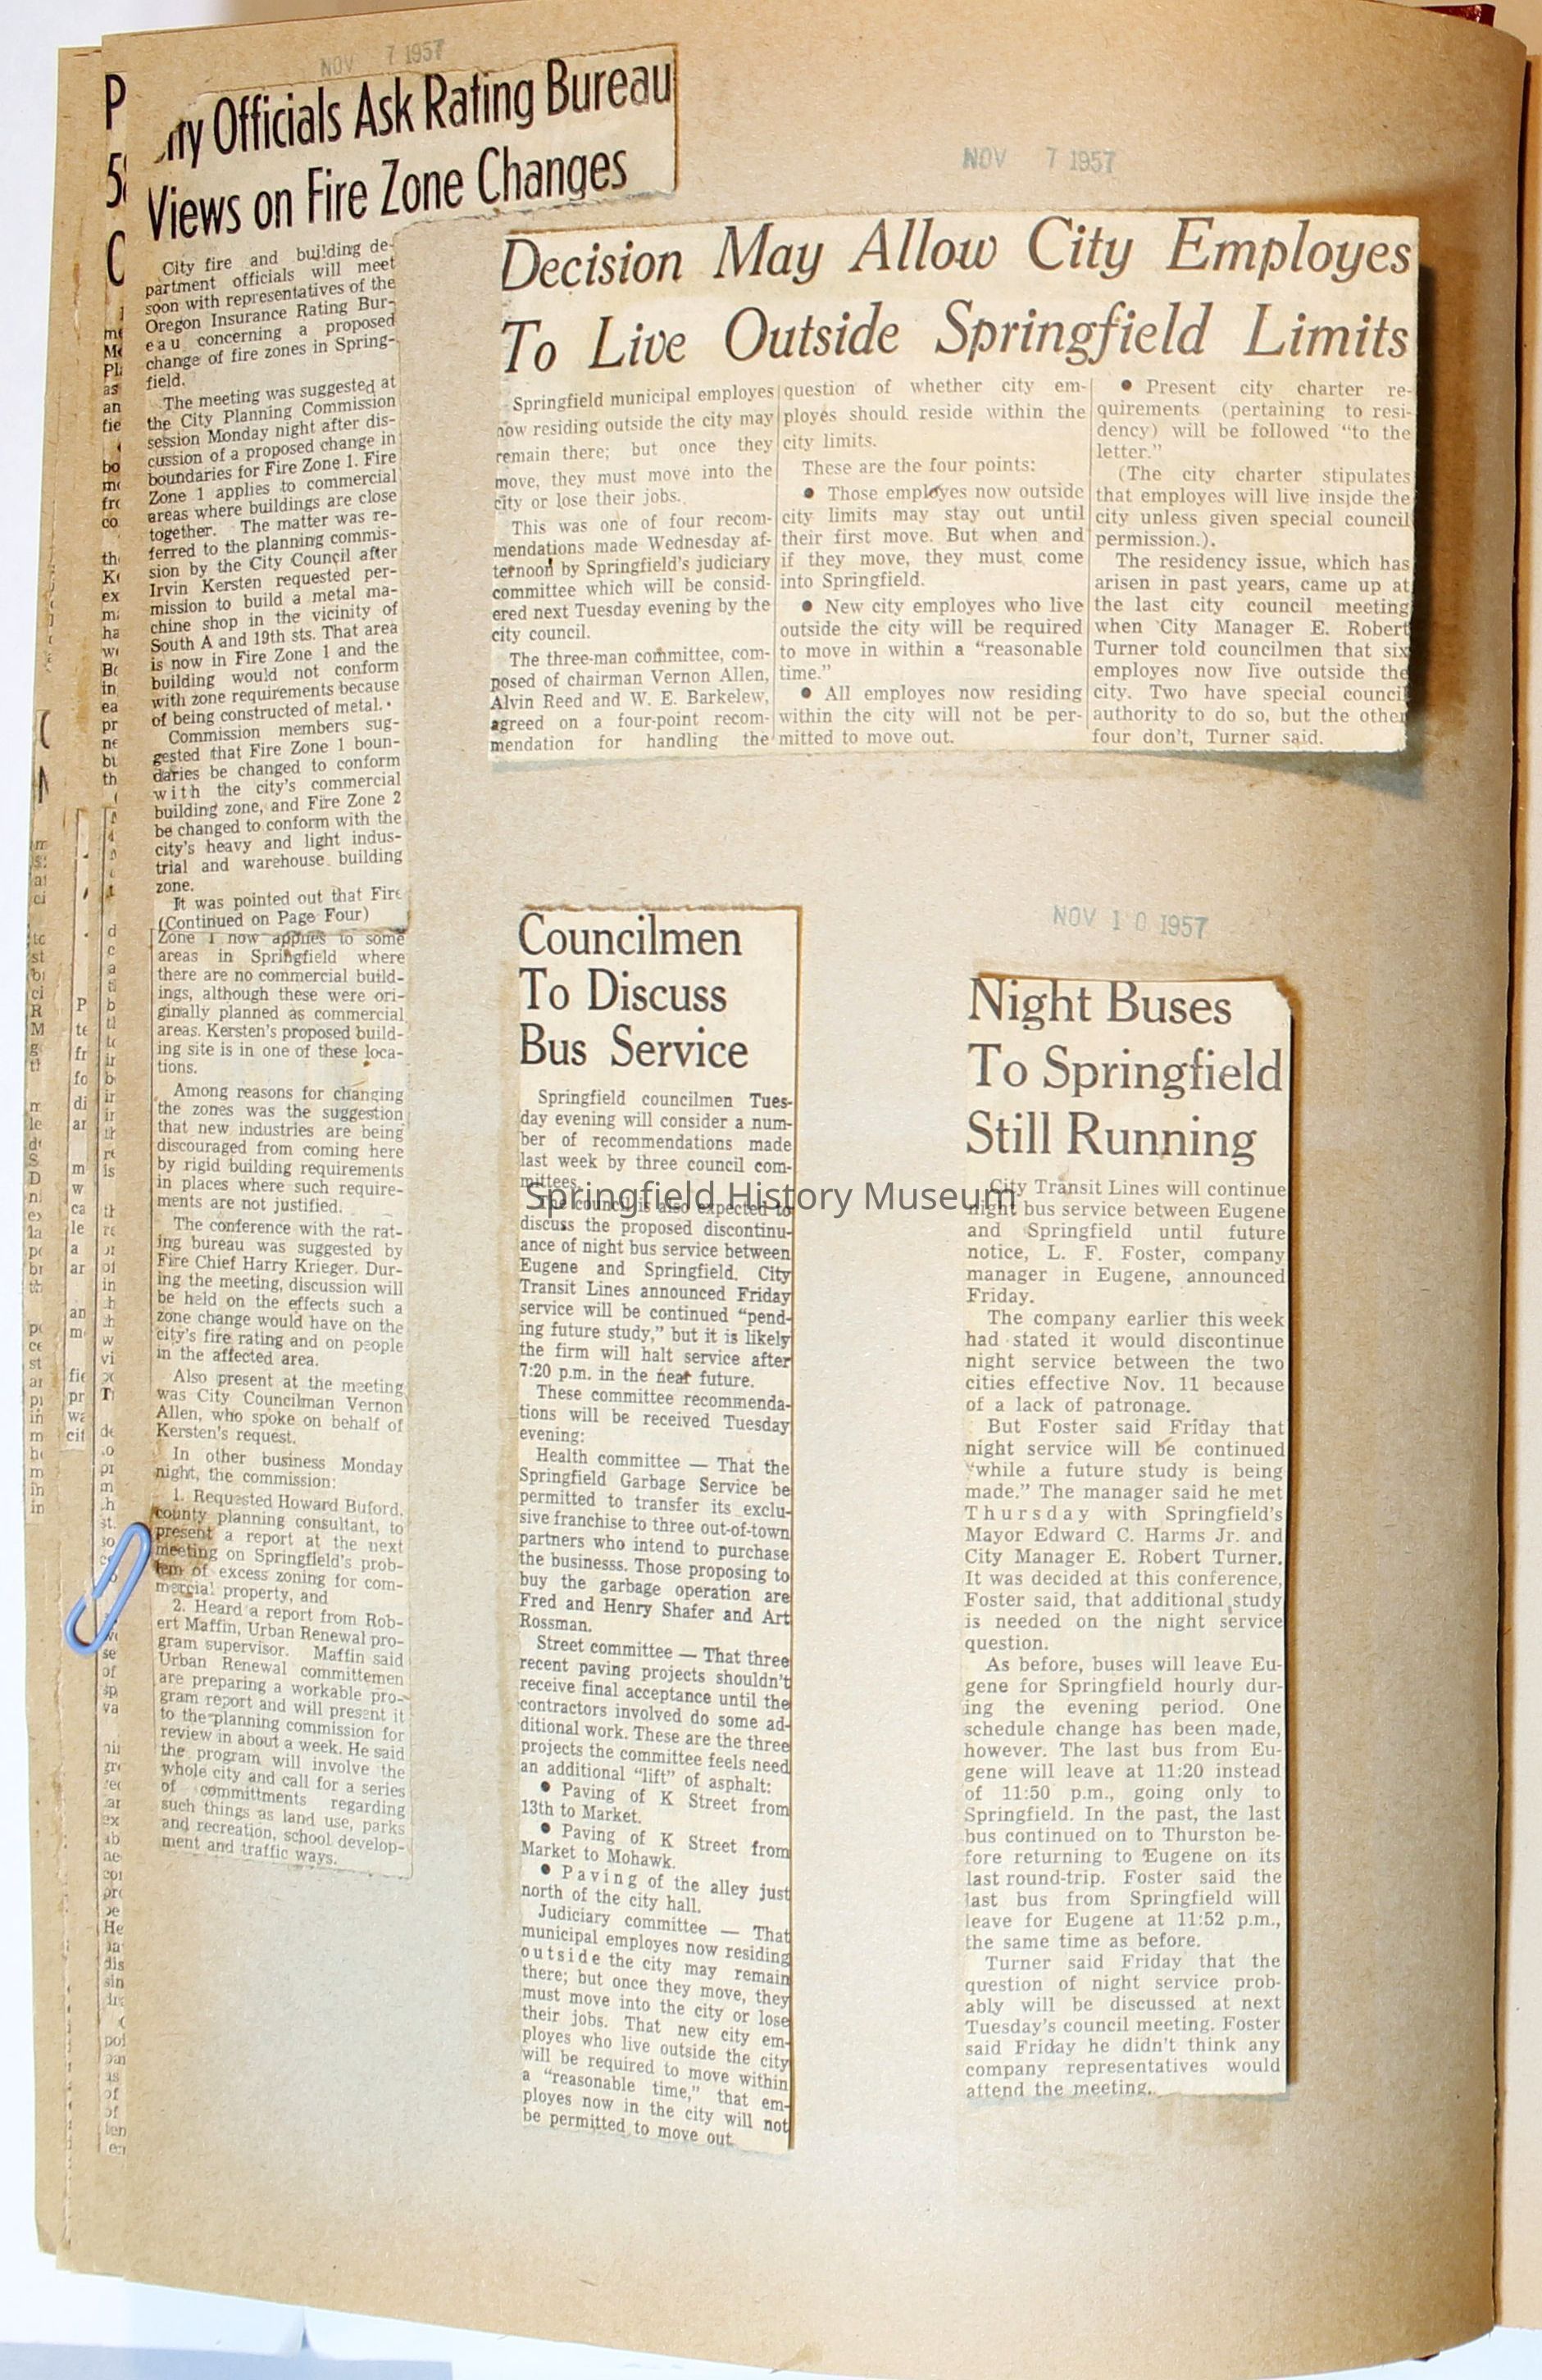 NOV 7 1957
ity Officials Ask Rating Bureau
Views on Fire Zone Changes
City fire and building de-
partment officials will meet
soon with representatives of the
Oregon Insurance Rating Bur-
eau concerning a proposed
change of fire zones in Spring-
field.
The meeting was suggested at
the City Planning Commission
session Monday night after dis-
cussion of a proposed change in
boundaries for Fire Zone 1. Fire
Zone 1 applies to commercial
areas where buildings are close
together. The matter was re-
ferred to the planning commis-
sion by the City Council after
Irvin Kersten requested per-
mission to build a metal ma-
chine shop in the vicinity of
South A and 19th sts. That area
is now in Fire Zone 1 and the
building would not conform
with zone requirements because
of being constructed of metal.
Commission members sug-
gested that Fire Zone 1 boun-
daries be changed to conform
with the city's commercial
building zone, and Fire Zone 2
be changed to conform with the
city's heavy and light indus-
trial and warehouse building
zone.
It was pointed out that Fire
(Continued on Page Four)
Zone 1 now applies to some
areas in Springfield where
there are no commercial build-
ings, although these were ori-
ginally planned as commercial
areas. Kersten's proposed build-
ing site is in one of these loca-
tions.
Among reasons for changing
the zones was the suggestion
that new industries are being
discouraged from coming here
by rigid building requirements
in places where such require-
ments are not justified.
The conference with the rat-
ing bureau was suggested by
Fire Chief Harry Krieger. Dur-
ing the meeting, discussion will
be held on the effects such a
zone change would have on the
city's fire rating and on people
in the affected area.
Also present at the meeting
was City Councilman Vernon
Allen, who spoke on behalf of
Kersten's request.
In other business Monday
night, the commission:
1. Requested Howard Buford,
county planning consultant, to
present a report at the next
meeting on Springfield's prob-
lem of excess zoning for com-
mercial property, and
2. Heard a report from Rob-
ert Maffin, Urban Renewal pro-
gram supervisor. Maffin said
Urban Renewal committemen
are preparing a workable pro-
gram report and will present it
to the planning commission for
review in about a week. He said
the program will involve the
whole city and call for a series
of committments regarding
such things as land use, parks
and recreation, school develop-
ment and traffic ways.
NOV 7 1957
Decision May Allow City Employes
To Live Outside Springfield Limits
Springfield municipal employes
now residing outside the city may
remain there; but once they
move, they must move into the
city or lose their jobs.
This was one of four recom-
mendations made Wednesday af-
ternoon by Springfield's judiciary
committee which will be consid-
ered next Tuesday evening by the
city council.
The three-man committee, com-
posed of chairman Vernon Allen,
Alvin Reed and W. E. Barkelew,
agreed on a four-point recom-
mendation for handling the
question of whether city em-
ployes should reside within the
city limits.
These are the four points:
● Those employes now outside
city limits may stay out until
their first move. But when and
if they move, they must come
into Springfield.
● New city employes who live
outside the city will be required
to move in within a "reasonable
time."
● All employes now residing
within the city will not be per-
mitted to move out.
● Present city charter re-
quirements (pertaining to resi-
dency) will be followed "to the
letter."
(The city charter stipulates
that employes will live inside the
city unless given special council
permission.).
The residency issue, which has
arisen in past years, came up at
the last city council meeting
when City Manager E. Robert
Turner told councilmen that six
employes now live outside the
city. Two have special council
authority to do so, but the other
four don't, Turner said.
Councilmen
To Discuss
Bus Service
Springfield councilmen Tues-
day evening will consider a num-
ber of recommendations made
last week by three council com-
mittees.
The council is also expected to
discuss the proposed discontinu-
ance of night bus service between
Eugene and Springfield. City
Transit Lines announced Friday
service will be continued "pend-
ing future study," but it is likely
the firm will halt service after
7:20 p.m. in the near future.
These committee recommenda-
tions will be received Tuesday
evening:
Health committee — That the
Springfield Garbage Service be
permitted to transfer its exclu-
sive franchise to three out-of-town
partners who intend to purchase
the businesss. Those proposing to
buy the garbage operation are
Fred and Henry Shafer and Art
Rossman.
Street committee — That three
recent paving projects shouldn't
receive final acceptance until the
contractors involved do some ad-
ditional work. These are the three
projects the committee feels need
an additional "lift" of asphalt:
● Paving of K Street from
13th to Market.
● Paving of K Street from
Market to Mohawk.
● Paving of the alley just
north of the city hall.
Judiciary committee — That
municipal employes now residing
outside the city may remain
there; but once they move, they
must move into the city or lose
their jobs. That new city em-
ployes who live outside the city
will be required to move within
a "reasonable time," that em-
ployes now in the city will not
be permitted to move out.
NOV 10 1957
Night Buses
To Springfield
Still Running
City Transit Lines will continue
night bus service between Eugene
and Springfield until future
notice, L. F. Foster, company
manager in Eugene, announced
Friday.
The company earlier this week
had stated it would discontinue
night service between the two
cities effective Nov. 11 because
of a lack of patronage.
But Foster said Friday that
night service will be continued
"while a future study is being
made." The manager said he met
Thursday with Springfield's
Mayor Edward C. Harms Jr. and
City Manager E. Robert Turner.
It was decided at this conference,
Foster said, that additional study
is needed on the night service
question.
As before, buses will leave Eu-
gene for Springfield hourly dur-
ing the evening period. One
schedule change has been made,
however. The last bus from Eu-
gene will leave at 11:20 instead
of 11:50 p.m., going only to
Springfield. In the past, the last
bus continued on to Thurston be-
fore returning to Eugene on its
last round-trip. Foster said the
last bus from Springfield will
leave for Eugene at 11:52 p.m.,
the same time as before.
Turner said Friday that the
question of night service prob-
ably will be discussed at next
Tuesday's council meeting. Foster
said Friday he didn't think any
company representatives would
attend the meeting.
Springfield History Museum